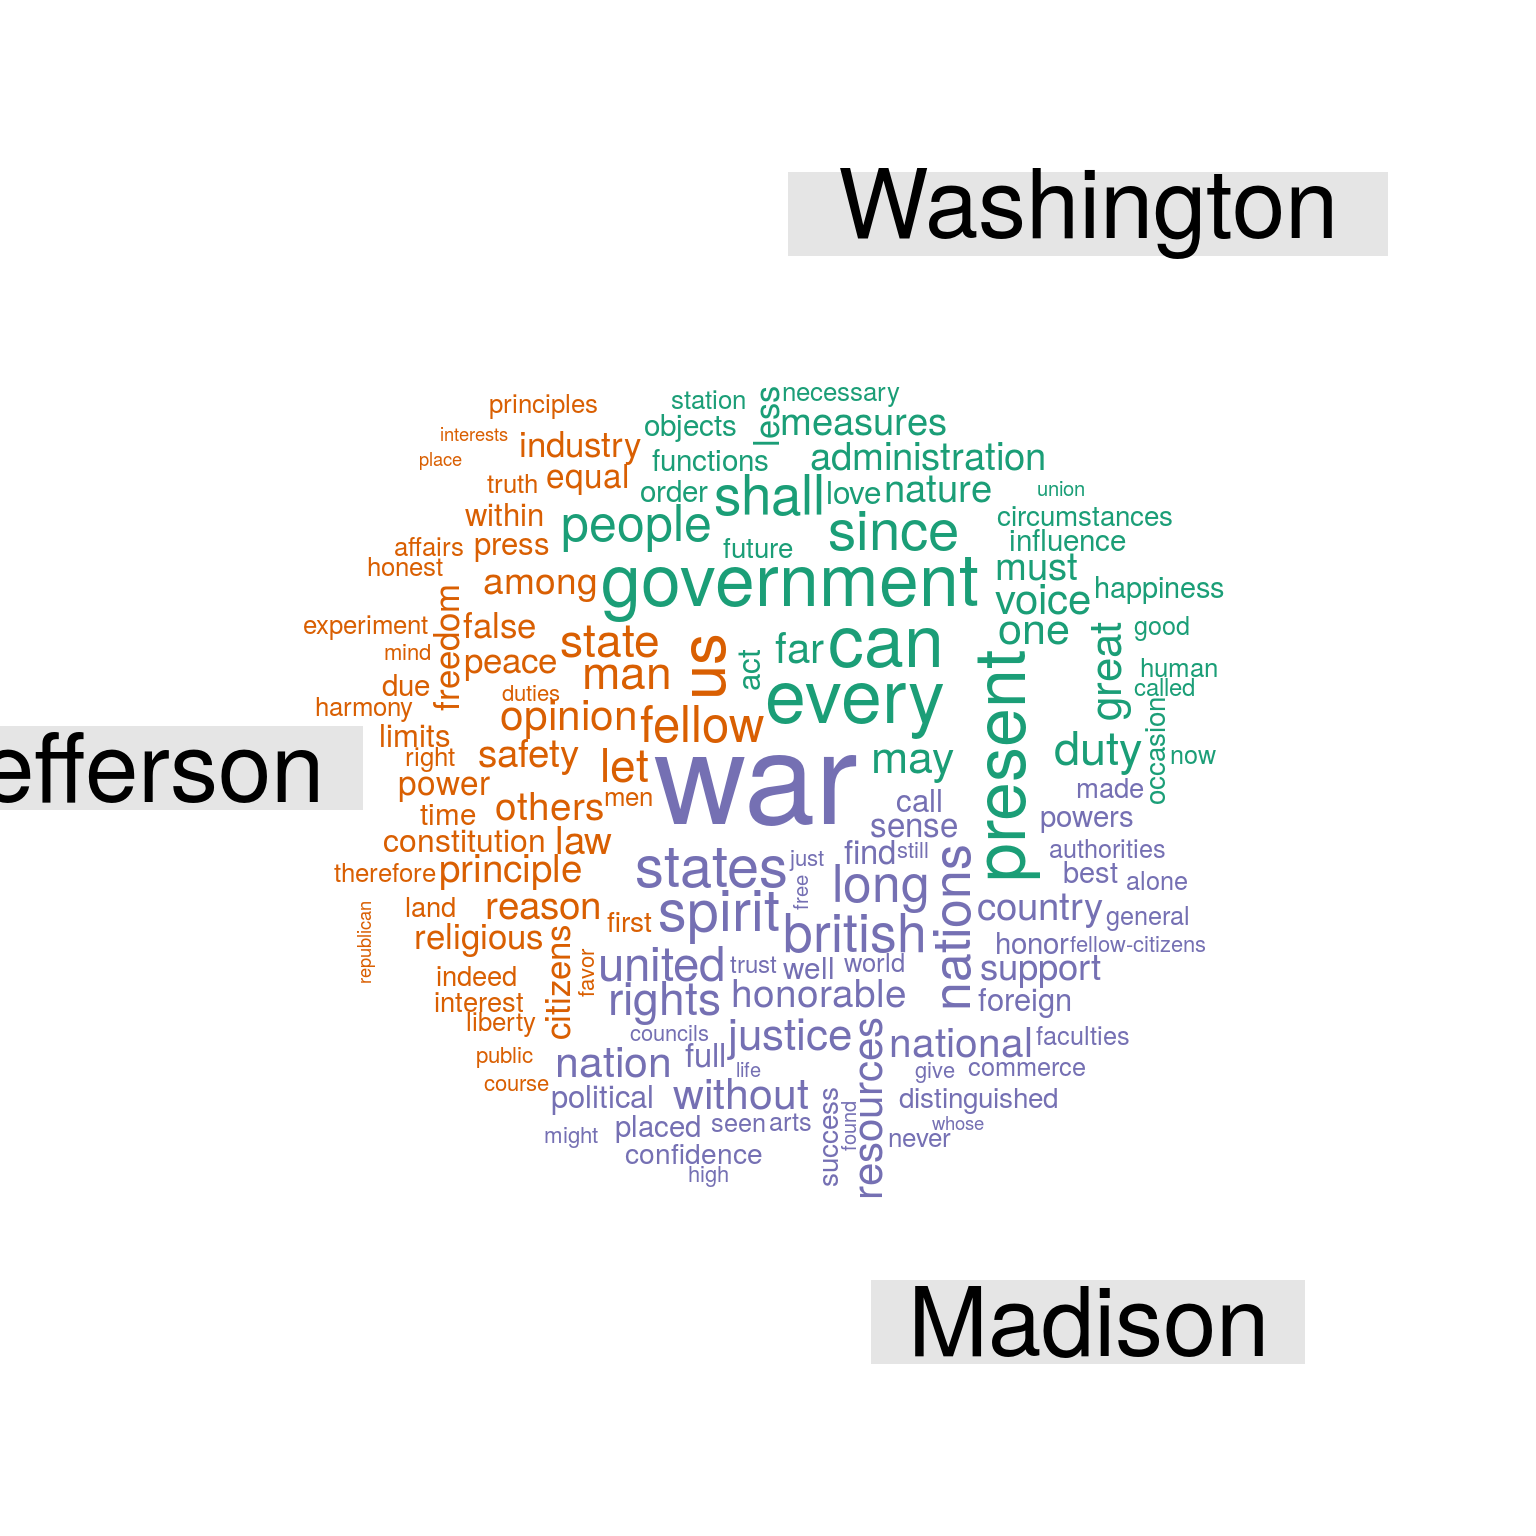 Washington
principles
station
less
necessary
interests
industry
objects
measures
place
functions
administration
truth
equal
order
shall
love
nature
union
within
people
since
circumstances
affairs
press
future
influence
honest
among
government
must
happiness
experiment
freedom
false
state
us
act
far
can
voice
one
great
good
mind
peace
man
every
present
human
due
duties
called
harmony
opinion
fellow
occasion
limits
right
safety
let
war
may
duty
now
efferson
power
others
men
call
made
time
sense
powers
constitution
law
states
just
find
still
nations
authorities
therefore
principle
free
long
best
alone
republican
land
reason
first
spirit
british
country
general
religious
citizens
favor
honor
fellow-citizens
indeed
united
trust
well
world
support
interest
rights
honorable
foreign
liberty
councils
justice
resources
national
faculties
public
nation
full
life
give
commerce
course
political
without
success
found
distinguished
might
placed
seen
arts
never
whose
confidence
high
Madison